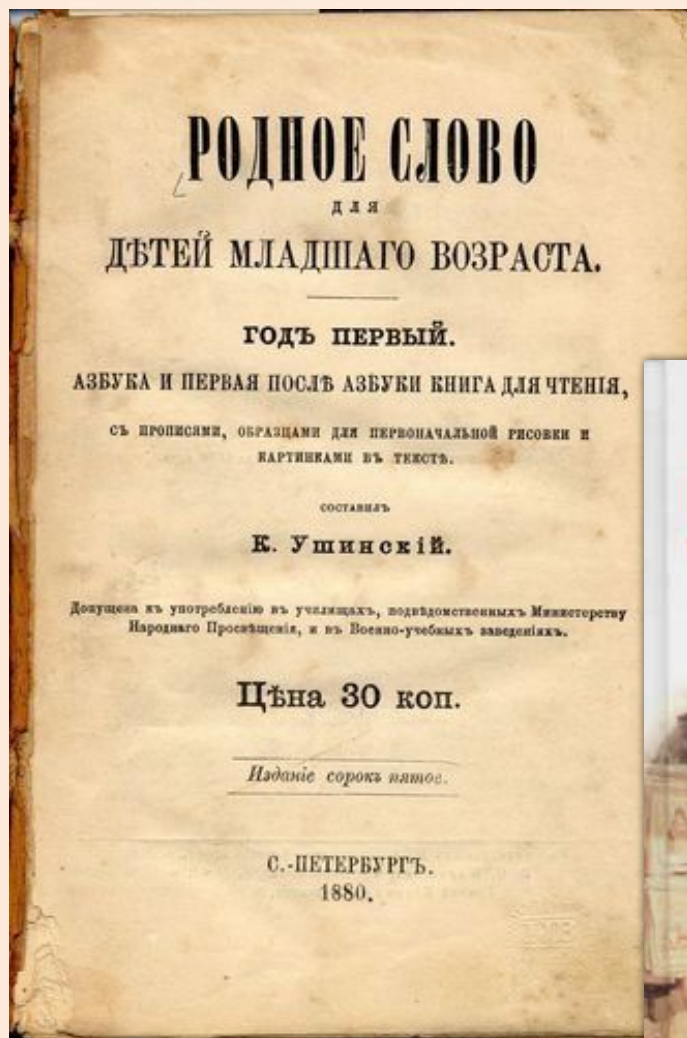 РОДНОЕ СЛОВО
ДЛЯ
ДѢТЕЙ МЛАДШАГО ВОЗРАСТА.
ГОДЪ ПЕРВЫЙ.
АЗБУКА И ПЕРВАЯ ПОСЛѢ АЗБУКИ КНИГА ДЛЯ ЧТЕНІЯ,
СЪ ПРОПИСЯМИ, ОБРАЗЦАМИ ДЛЯ ПЕРВОНАЧАЛЬНОЙ РИСОВКИ И
КАРТИНКАМИ ВЪ ТЕКСТѢ.
СОСТАВИЛЪ
К. Ушинскій.
Допущена къ употребленію въ училищахъ, подвѣдомственныхъ Министерству
Народнаго Просвѣщенія, и въ Военно-учебныхъ заведеніяхъ.
Цѣна 30 коп.
Изданіе сорокъ пятое.
С.-ПЕТЕРБУРГЪ.
1880.